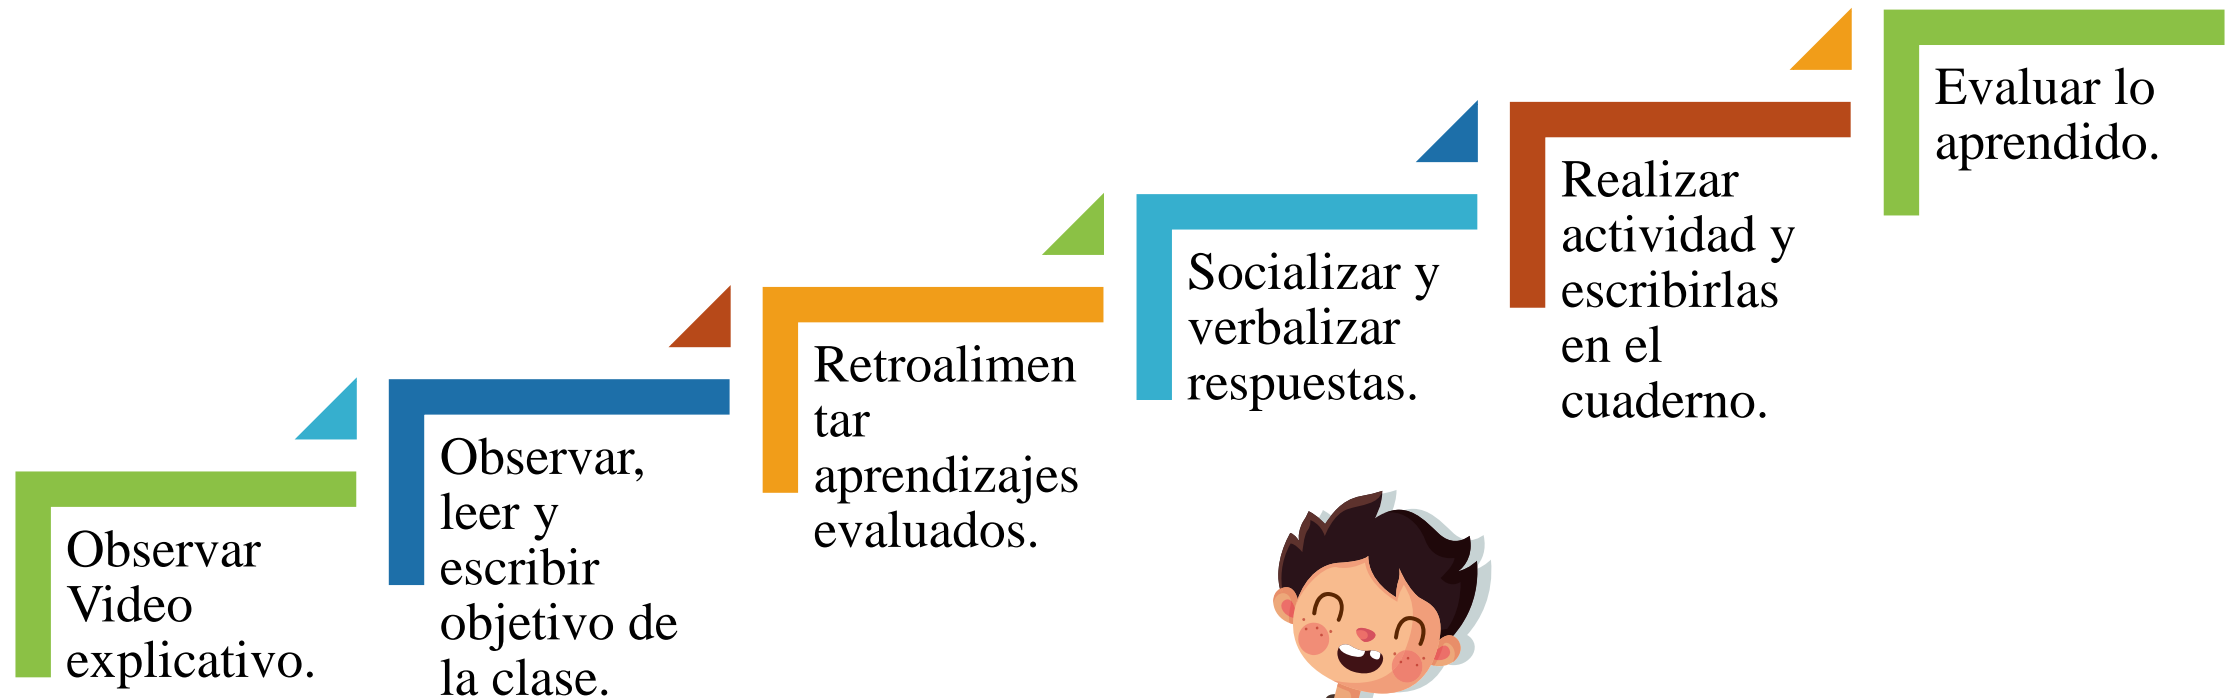 Observar
Video
explicativo.
Observar,
leer y
escribir
objetivo de
la clase.
Retroalimen
tar
aprendizajes
evaluados.
Socializar y
verbalizar
respuestas.
Realizar
actividad y
escribirlas
en el
cuaderno.
Evaluar lo
aprendido.